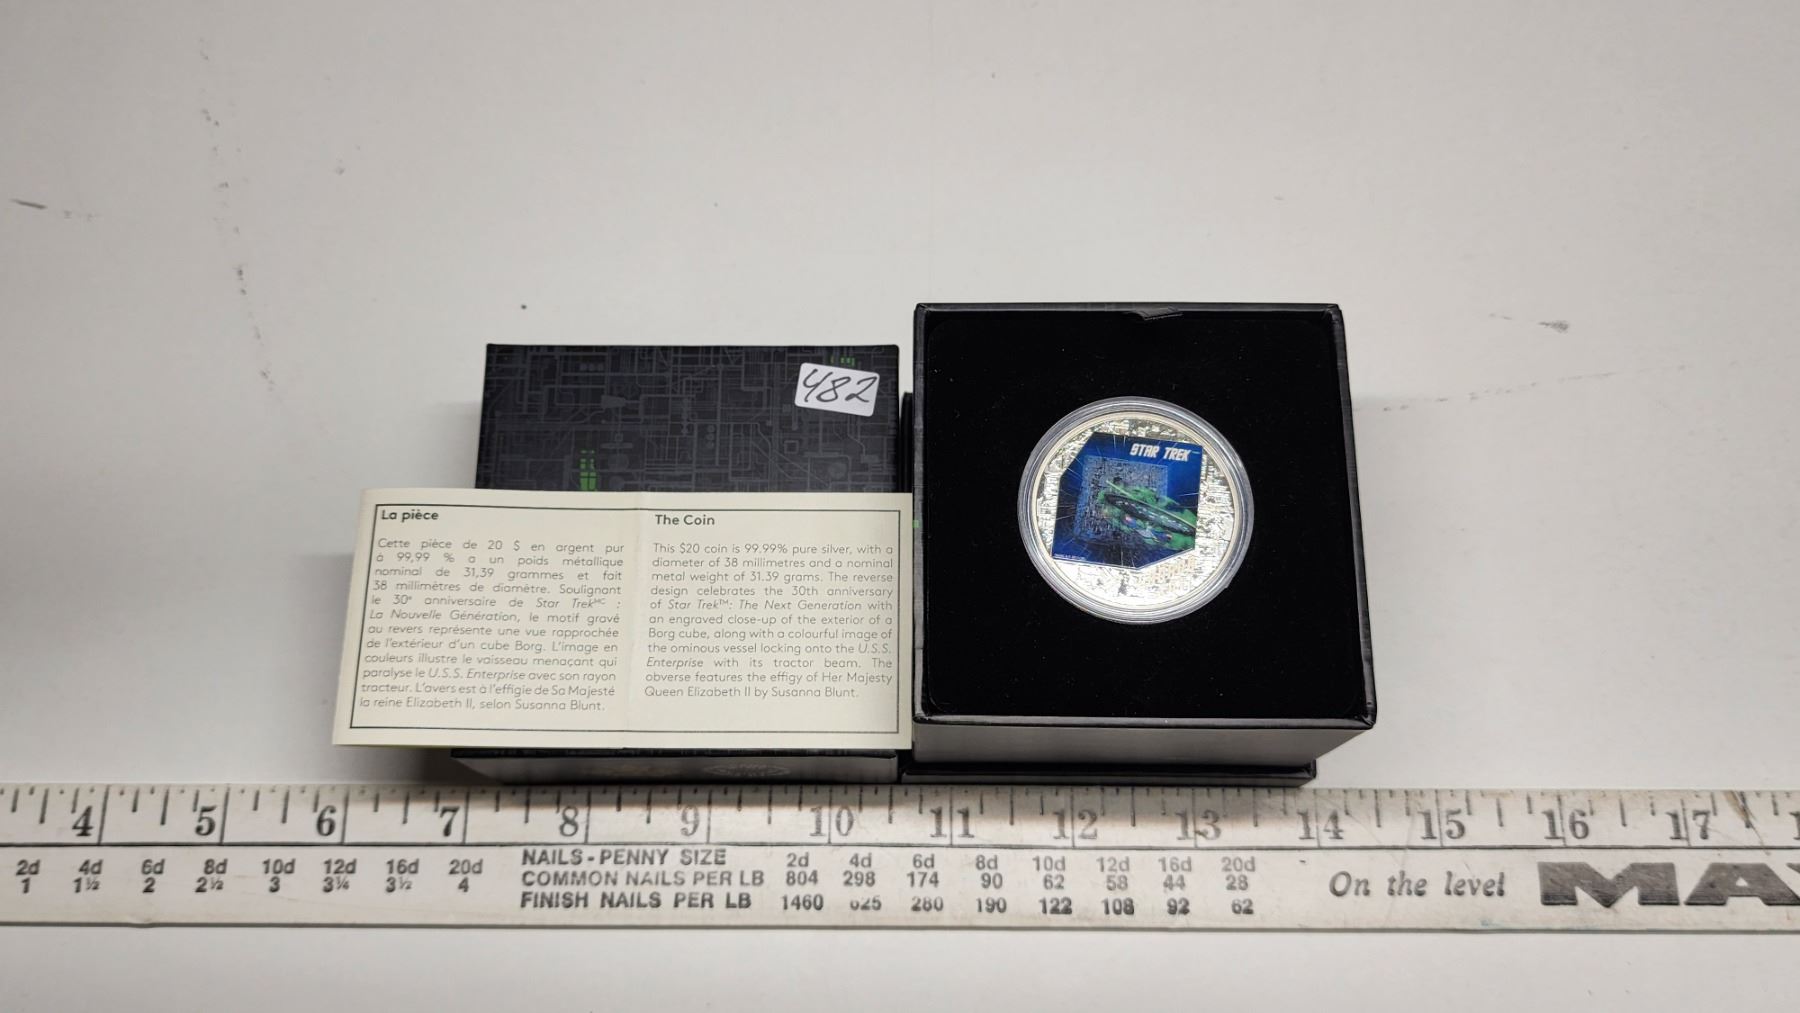 482
La pièce
Cette pièce de 20 $ en argent pur
à 99,99 % a un poids métallique
nominal de 31,39 grammes et fait
38 millimètres de diamètre. Soulignant
le 30e anniversaire de Star TrekMC :
La Nouvelle Génération, le motif gravé
au revers représente une vue rapprochée
de l'extérieur d'un cube Borg. L'image en
couleurs illustre le vaisseau menaçant qui
paralyse le U.S.S. Enterprise avec son rayon
tracteur. L'avers est à l'effigie de Sa Majesté
la reine Elizabeth II, selon Susanna Blunt.
The Coin
This $20 coin is 99.99% pure silver, with a
diameter of 38 millimetres and a nominal
metal weight of 31.39 grams. The reverse
design celebrates the 30th anniversary
of Star Trek™: The Next Generation with
an engraved close-up of the exterior of a
Borg cube, along with a colourful image of
the ominous vessel locking onto the U.S.S.
Enterprise with its tractor beam. The
obverse features the effigy of Her Majesty
Queen Elizabeth II by Susanna Blunt.
STAR TREK
4 5 6 7 8 9 10 11 12 13 14 15 16 17
2d 4d 6d 8d 10d 12d 16d 20d
1 1½ 2 2½ 3 3¼ 3½ 4
NAILS - PENNY SIZE 2d 4d 6d 8d 10d 12d 16d 20d
COMMON NAILS PER LB 804 298 174 90 62 58 44 28
FINISH NAILS PER LB 1460 625 280 190 122 108 92 62
On the level